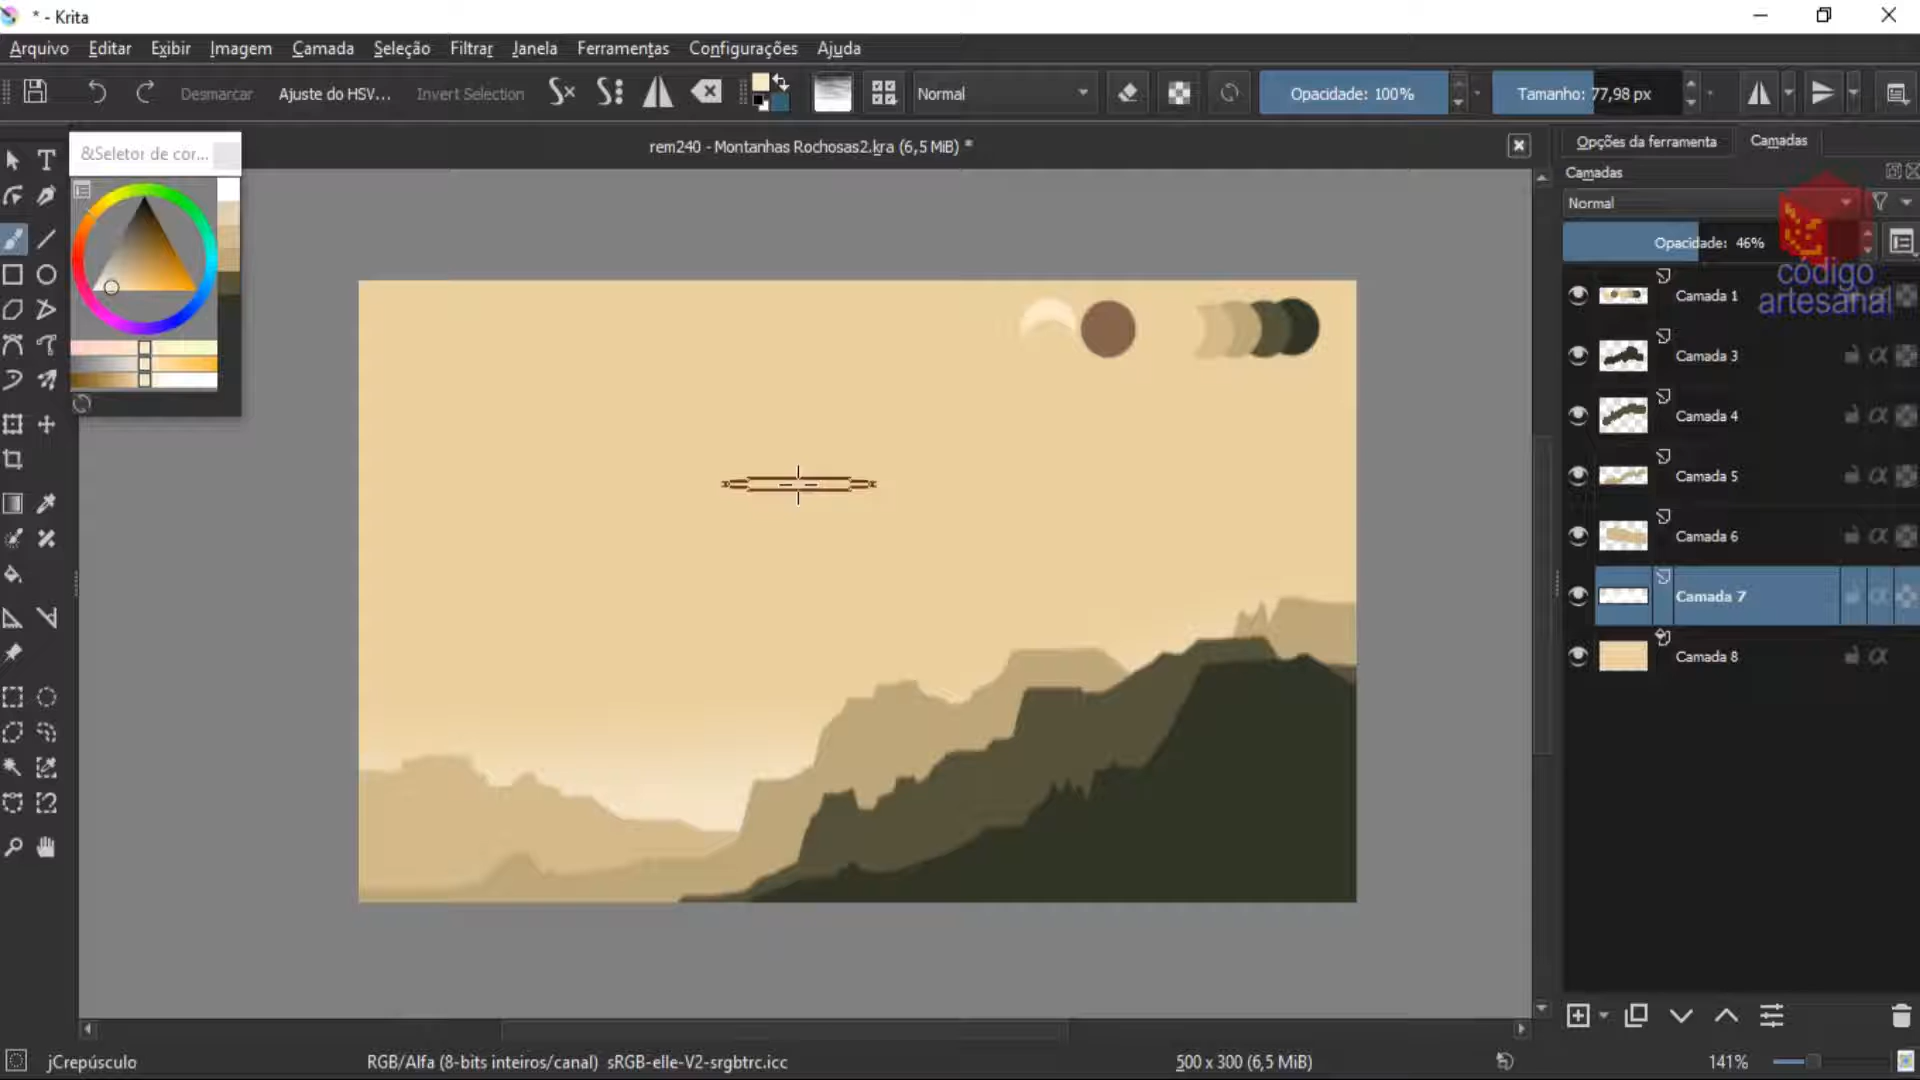 * - Krita
Arquivo Editar Exibir Imagem Camada Seleção Filtrar Janela Ferramentas Configurações Ajuda
Desmarcar Ajuste do HSV... Invert Selection Normal Opacidade: 100% Tamanho: 77,98 px
&Seletor de cor...
rem240 - Montanhas Rochosas2.kra (6,5 MiB) *
Opções da ferramenta Camadas
Camadas
Normal
Opacidade: 46%
código
artesanal
Camada 1
Camada 3
Camada 4
Camada 5
Camada 6
Camada 7
Camada 8
jCrepúsculo RGB/Alfa (8-bits inteiros/canal) sRGB-elle-V2-srgbtrc.icc 500 x 300 (6,5 MiB) 141%